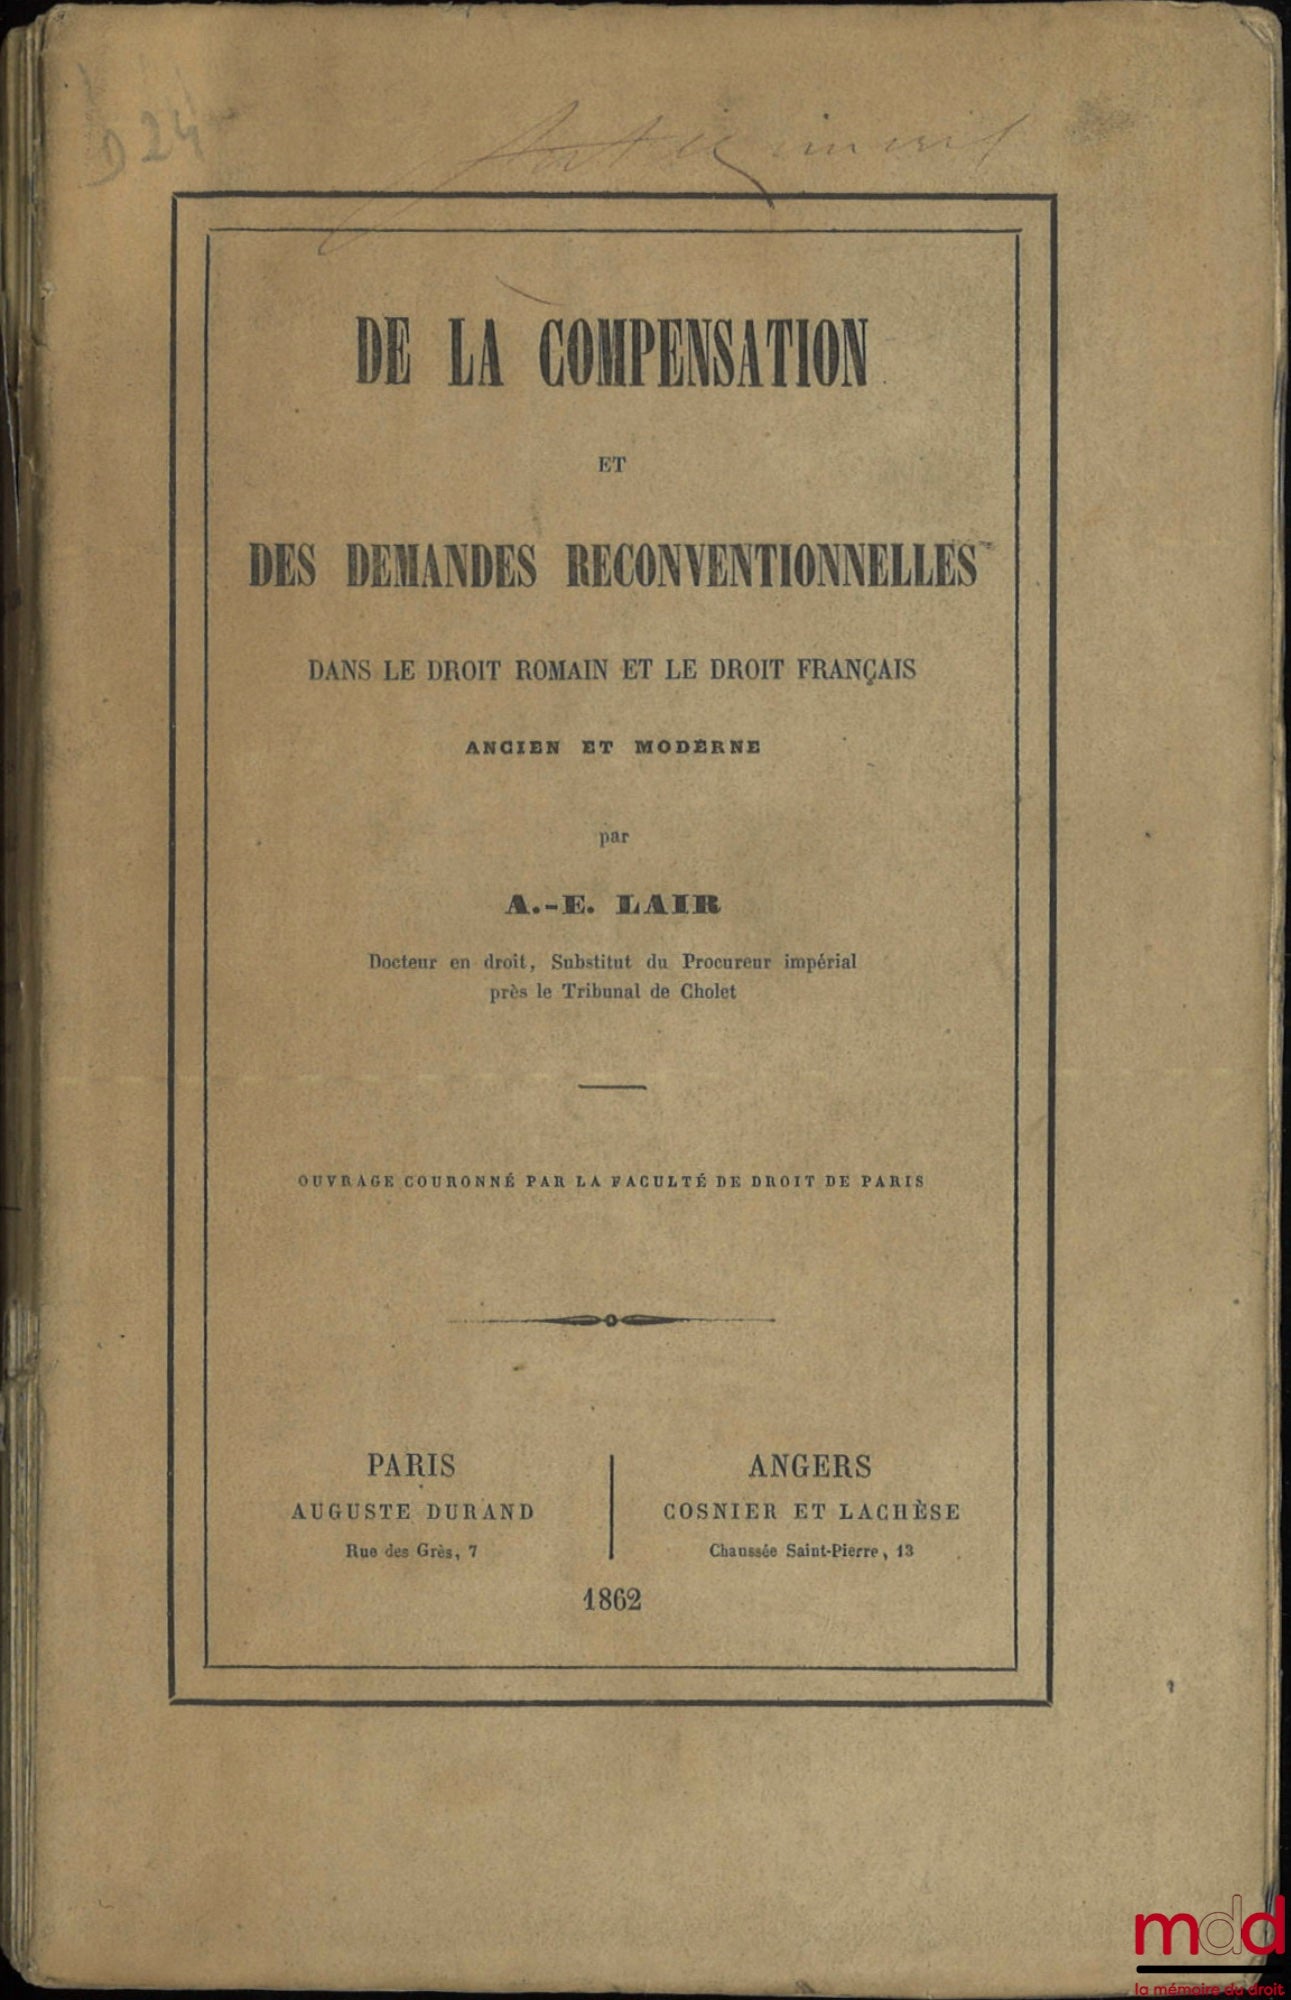 D 24
DE LA COMPENSATION
ET
DES DEMANDES RECONVENTIONNELLES
DANS LE DROIT ROMAIN ET LE DROIT FRANÇAIS
ANCIEN ET MODERNE
par
A.-E. LAIR
Docteur en droit, Substitut du Procureur impérial
près le Tribunal de Cholet
OUVRAGE COURONNÉ PAR LA FACULTÉ DE DROIT DE PARIS
PARIS
AUGUSTE DURAND
Rue des Grès, 7
ANGERS
COSNIER ET LACHÈSE
Chaussée Saint-Pierre, 13
1862
mdd
la mémoire du droit